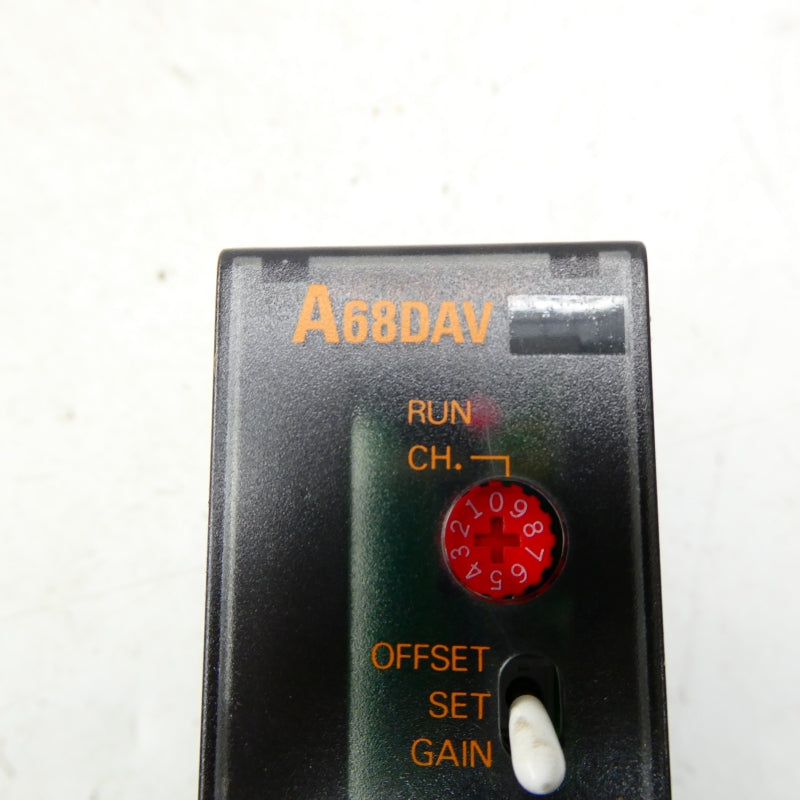 A68DAV
RUN
CH.
0 9 8 7 6 5 4 3 2 1
OFFSET
SET
GAIN